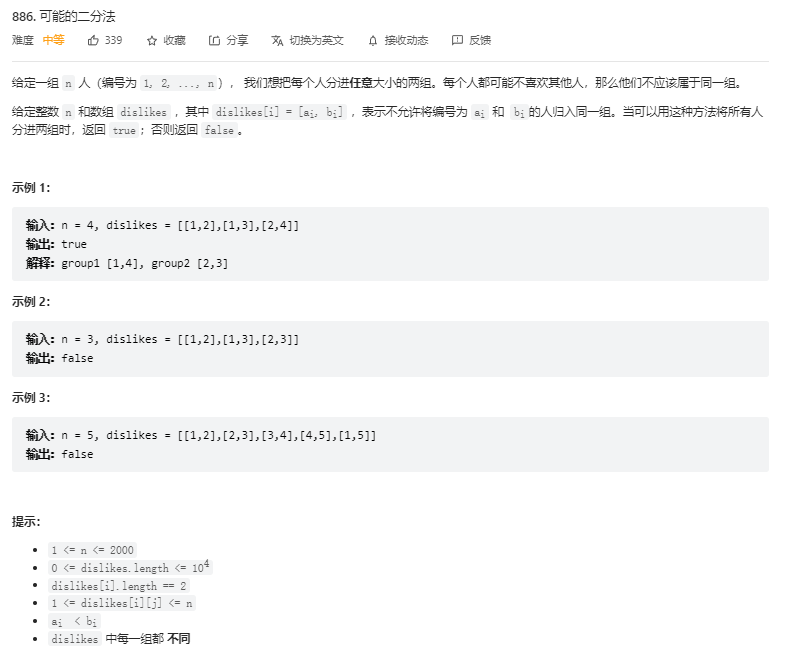 886. 可能的二分法
难度 中等 339 收藏 分享 切换为英文 接收动态 反馈
给定一组 n 人（编号为 1, 2, ..., n）， 我们想把每个人分进任意大小的两组。每个人都可能不喜欢其他人，那么他们不应该属于同一组。
给定整数 n 和数组 dislikes ，其中 dislikes[i] = [ai, bi] ，表示不允许将编号为 ai 和 bi 的人归入同一组。当可以用这种方法将所有人
分进两组时，返回 true；否则返回 false。
示例 1：
输入：n = 4, dislikes = [[1,2],[1,3],[2,4]]
输出：true
解释：group1 [1,4], group2 [2,3]
示例 2：
输入：n = 3, dislikes = [[1,2],[1,3],[2,3]]
输出：false
示例 3：
输入：n = 5, dislikes = [[1,2],[2,3],[3,4],[4,5],[1,5]]
输出：false
提示：
• 1 <= n <= 2000
• 0 <= dislikes.length <= 10⁴
• dislikes[i].length == 2
• 1 <= dislikes[i][j] <= n
• ai < bi
• dislikes 中每一组都 不同